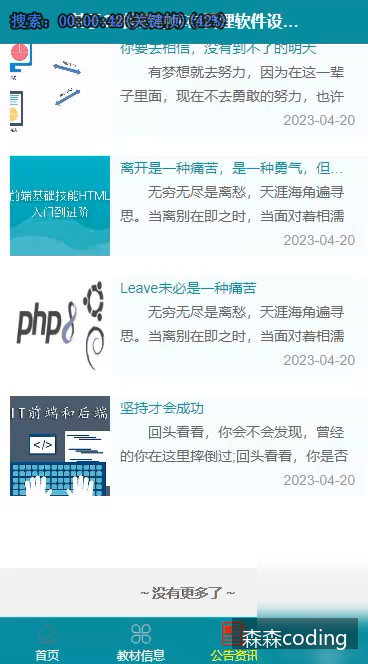 搜索：00:00:42(关键帧)(42%)
理软件设…
你要去相信，没有到不了的明天
有梦想就去努力，因为在这一辈
子里面，现在不去勇敢的努力，也许
2023-04-20
前端基础技能HTML
入门到进阶
离开是一种痛苦，是一种勇气，但…
无穷无尽是离愁，天涯海角遍寻
思。当离别在即之时，当面对着相濡
2023-04-20
php
Leave未必是一种痛苦
无穷无尽是离愁，天涯海角遍寻
思。当离别在即之时，当面对着相濡
2023-04-20
IT前端和后端
</>
坚持才会成功
回头看看，你会不会发现，曾经
的你在这里摔倒过;回头看看，你是否
2023-04-20
~ 没有更多了 ~
首页
教材信息
公告资讯
森森coding